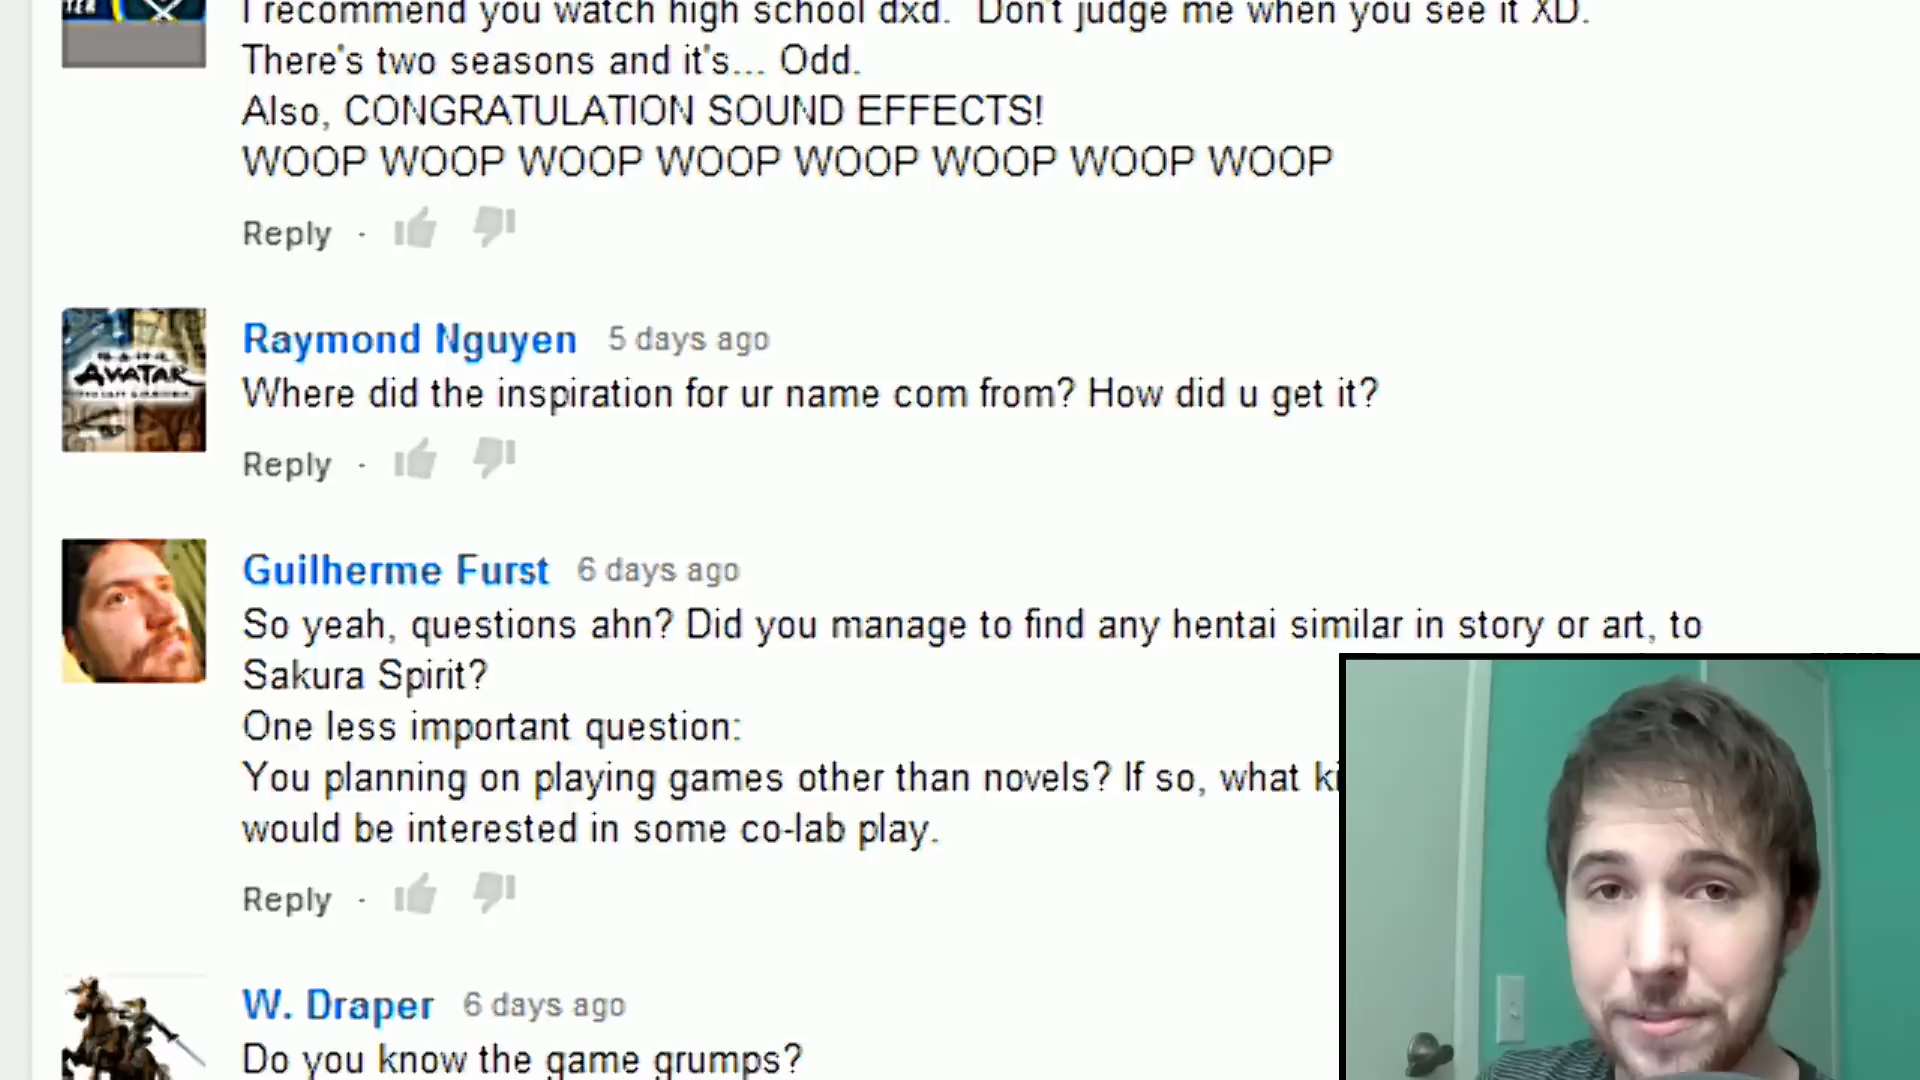 I recommend you watch high school dxd. Don't judge me when you see it XD.
There's two seasons and it's... Odd.
Also, CONGRATULATION SOUND EFFECTS!
WOOP WOOP WOOP WOOP WOOP WOOP WOOP WOOP
Reply ·
Raymond Nguyen 5 days ago
AVATAR
Where did the inspiration for ur name com from? How did u get it?
Reply ·
Guilherme Furst 6 days ago
So yeah, questions ahn? Did you manage to find any hentai similar in story or art, to
Sakura Spirit?
One less important question:
You planning on playing games other than novels? If so, what ki
would be interested in some co-lab play.
Reply ·
W. Draper 6 days ago
Do you know the game grumps?